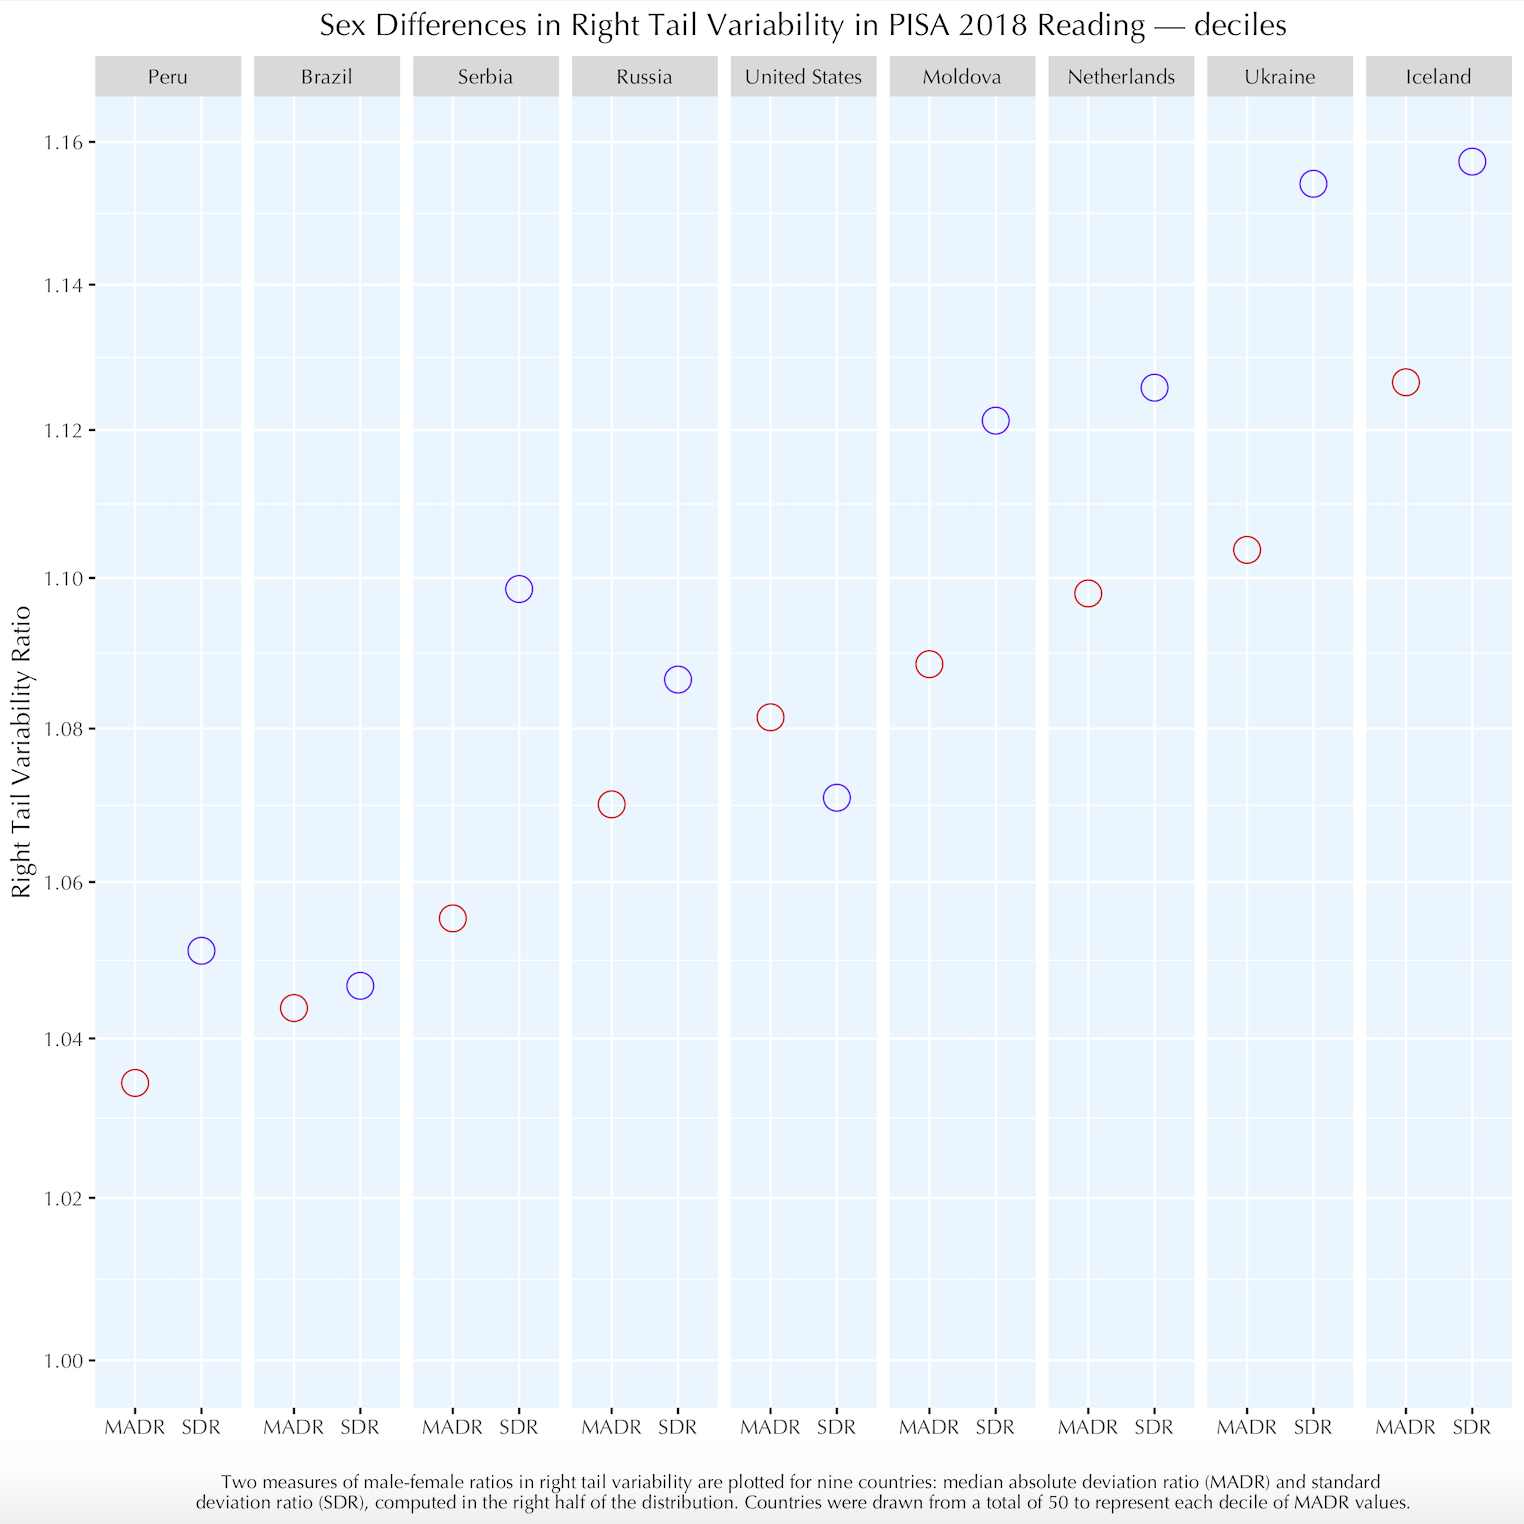 Sex Differences in Right Tail Variability in PISA 2018 Reading — deciles
Peru Brazil Serbia Russia United States Moldova Netherlands Ukraine Iceland
Right Tail Variability Ratio
1.16
1.14
1.12
1.10
1.08
1.06
1.04
1.02
1.00
MADR SDR MADR SDR MADR SDR MADR SDR MADR SDR MADR SDR MADR SDR MADR SDR MADR SDR
Two measures of male-female ratios in right tail variability are plotted for nine countries: median absolute deviation ratio (MADR) and standard
deviation ratio (SDR), computed in the right half of the distribution. Countries were drawn from a total of 50 to represent each decile of MADR values.